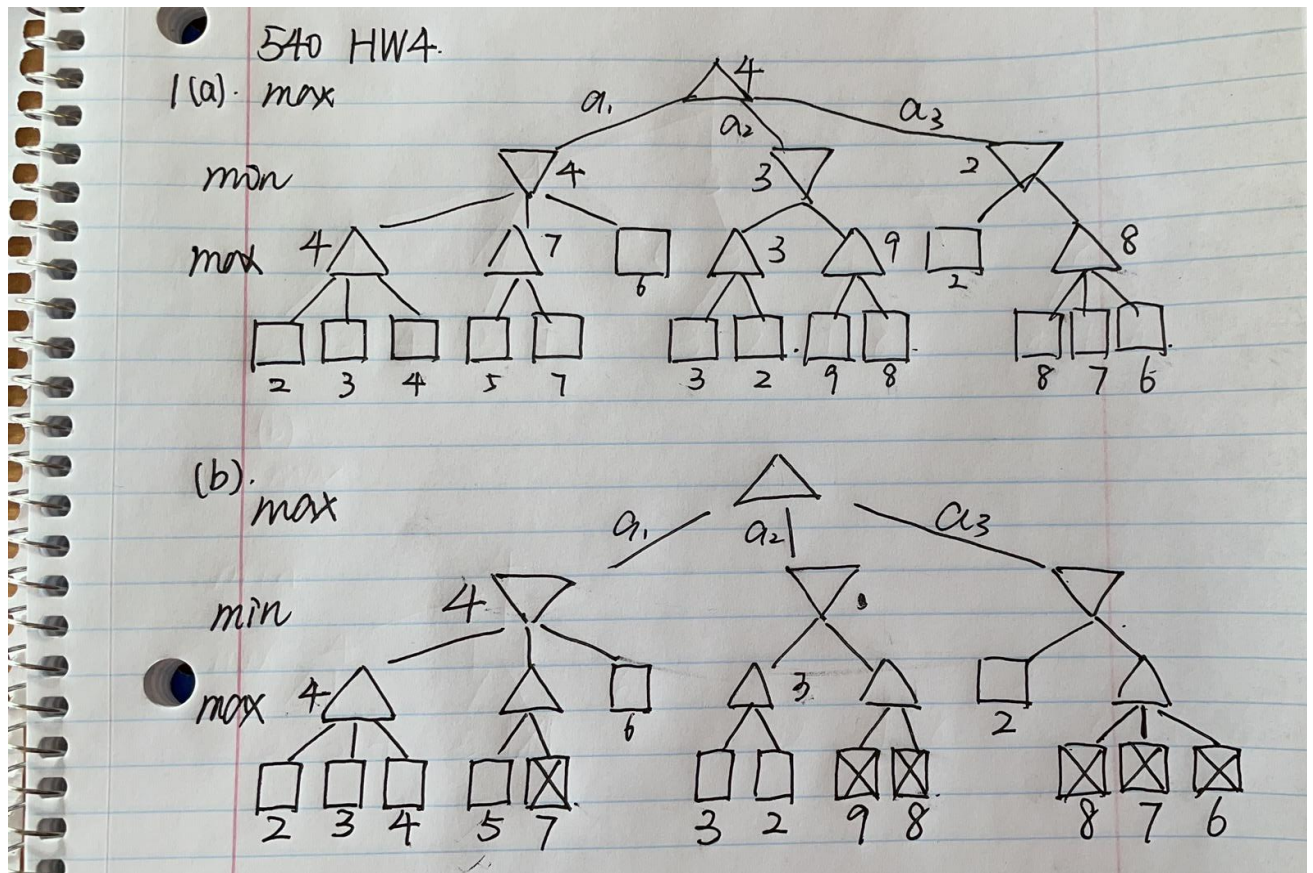 540 HW4.
1(a). max
4
a₁ a₂ a₃
min 4 3 2
max 4 7 6 3 9 2 8
2 3 4 5 7 3 2 9 8 8 7 6
(b).
max
a₁ a₂ a₃
min 4
max 4 6 3 2
2 3 4 5 7 3 2 9 8 8 7 6